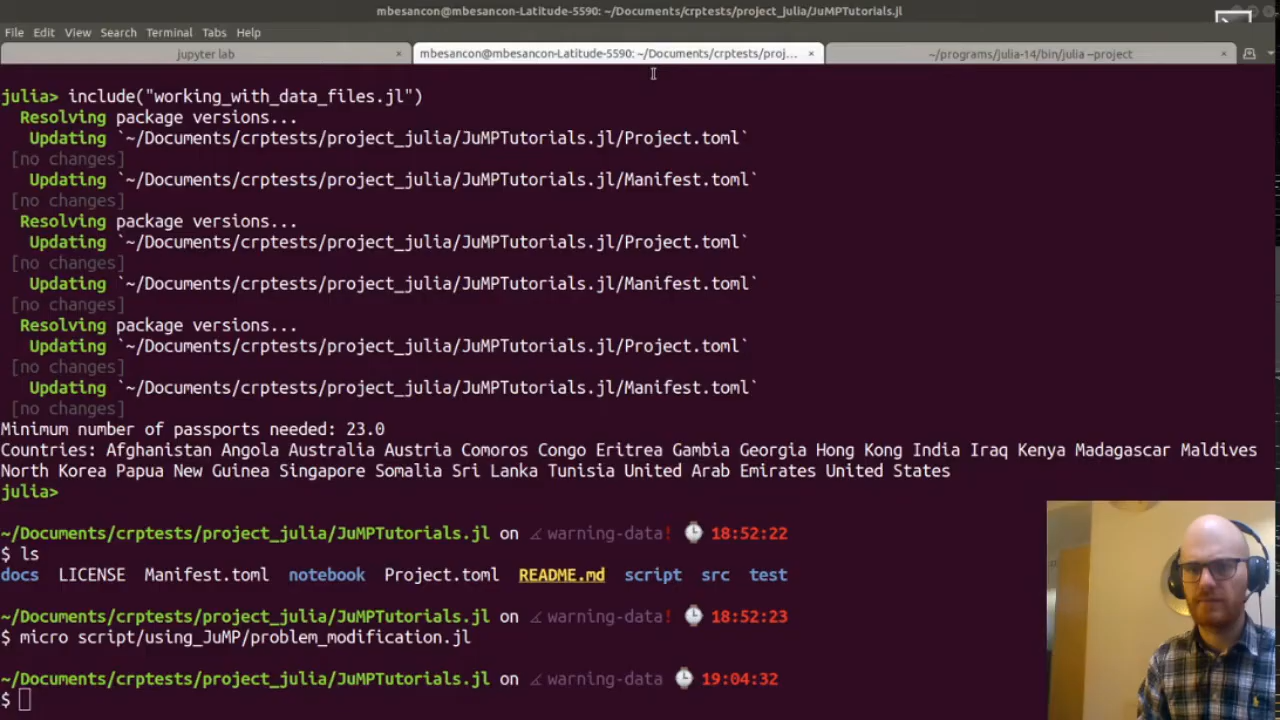 mbesancon@mbesancon-Latitude-5590: ~/Documents/crptests/project_julia/JuMPTutorials.jl
File Edit View Search Terminal Tabs Help
jupyter lab × mbesancon@mbesancon-Latitude-5590: ~/Documents/crptests/proj... × ~/programs/julia-14/bin/julia --project ×
julia> include("working_with_data_files.jl")
Resolving package versions...
Updating `~/Documents/crptests/project_julia/JuMPTutorials.jl/Project.toml`
[no changes]
Updating `~/Documents/crptests/project_julia/JuMPTutorials.jl/Manifest.toml`
[no changes]
Resolving package versions...
Updating `~/Documents/crptests/project_julia/JuMPTutorials.jl/Project.toml`
[no changes]
Updating `~/Documents/crptests/project_julia/JuMPTutorials.jl/Manifest.toml`
[no changes]
Resolving package versions...
Updating `~/Documents/crptests/project_julia/JuMPTutorials.jl/Project.toml`
[no changes]
Updating `~/Documents/crptests/project_julia/JuMPTutorials.jl/Manifest.toml`
[no changes]
Minimum number of passports needed: 23.0
Countries: Afghanistan Angola Australia Austria Comoros Congo Eritrea Gambia Georgia Hong Kong India Iraq Kenya Madagascar Maldives
North Korea Papua New Guinea Singapore Somalia Sri Lanka Tunisia United Arab Emirates United States
julia>
~/Documents/crptests/project_julia/JuMPTutorials.jl on warning-data! 18:52:22
$ ls
docs LICENSE Manifest.toml notebook Project.toml README.md script src test
~/Documents/crptests/project_julia/JuMPTutorials.jl on warning-data! 18:52:23
$ micro script/using_JuMP/problem_modification.jl
~/Documents/crptests/project_julia/JuMPTutorials.jl on warning-data 19:04:32
$